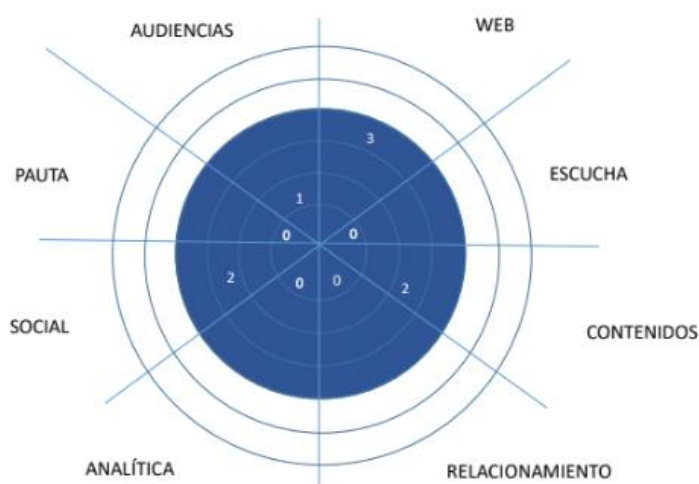 AUDIENCIAS
WEB
3
PAUTA
ESCUCHA
1
0
0
2
0
0
2
SOCIAL
CONTENIDOS
ANALÍTICA
RELACIONAMIENTO